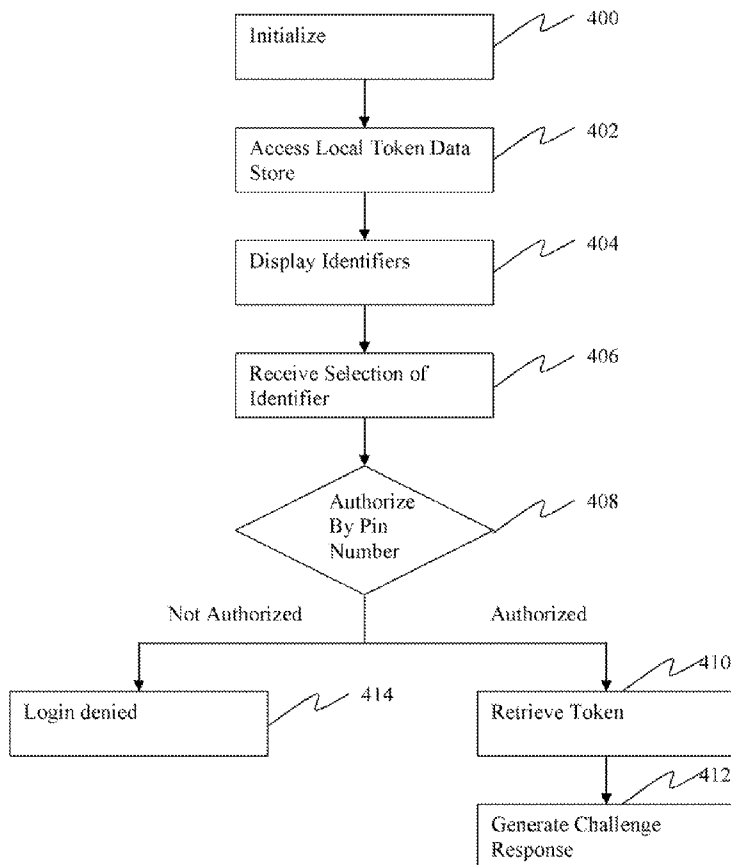 Initialize
400
Access Local Token Data
Store
402
Display Identifiers
404
Receive Selection of
Identifier
406
Authorize
By Pin
Number
408
Not Authorized
Authorized
Login denied
414
Retrieve Token
410
Generate Challenge
Response
412